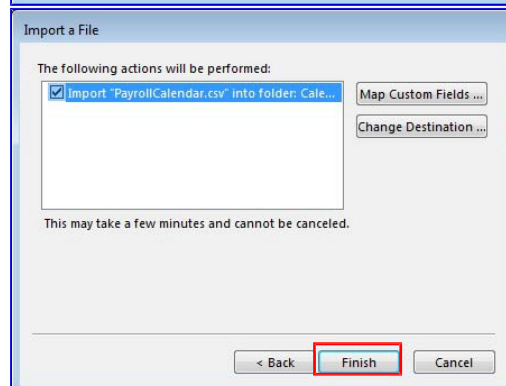 Import a File
The following actions will be performed:
Import "PayrollCalendar.csv" into folder: Cale...
Map Custom Fields ...
Change Destination ...
This may take a few minutes and cannot be canceled.
< Back
Finish
Cancel